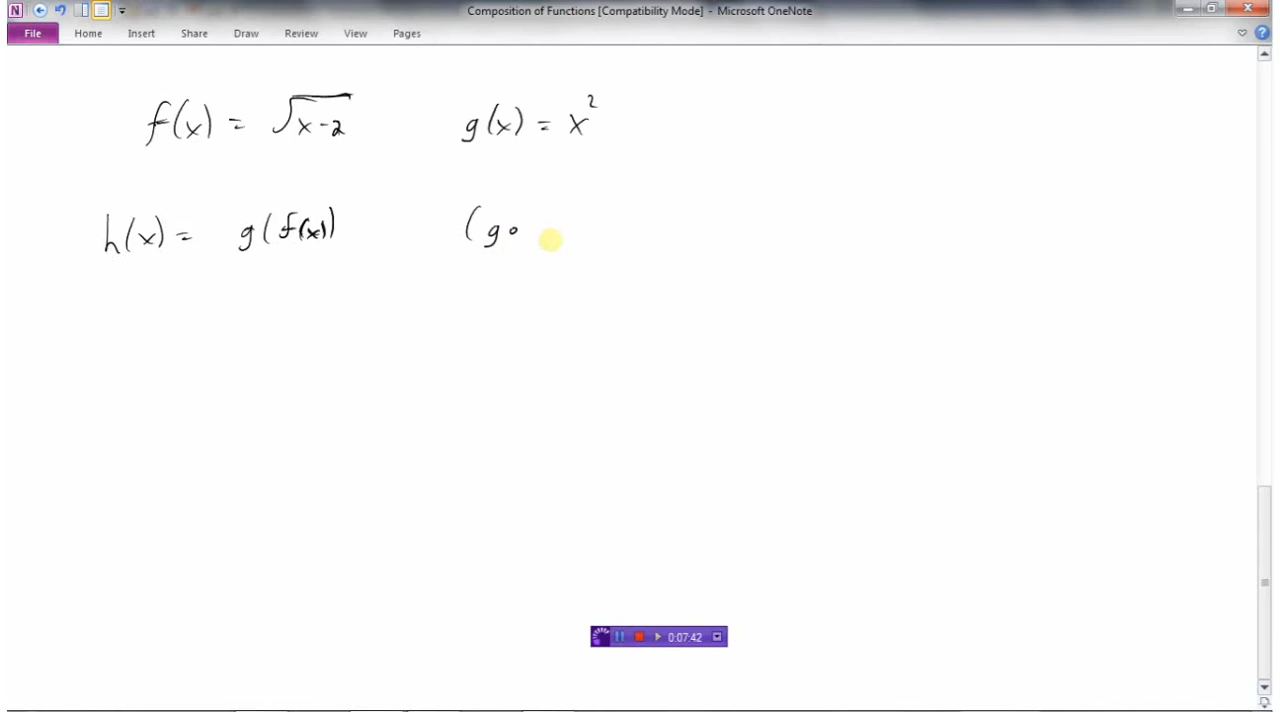 Composition of Functions [Compatibility Mode] - Microsoft OneNote
File Home Insert Share Draw Review View Pages
f(x) = √x-2 g(x) = x²
h(x) = g(f(x)) (g∘
0:07:42